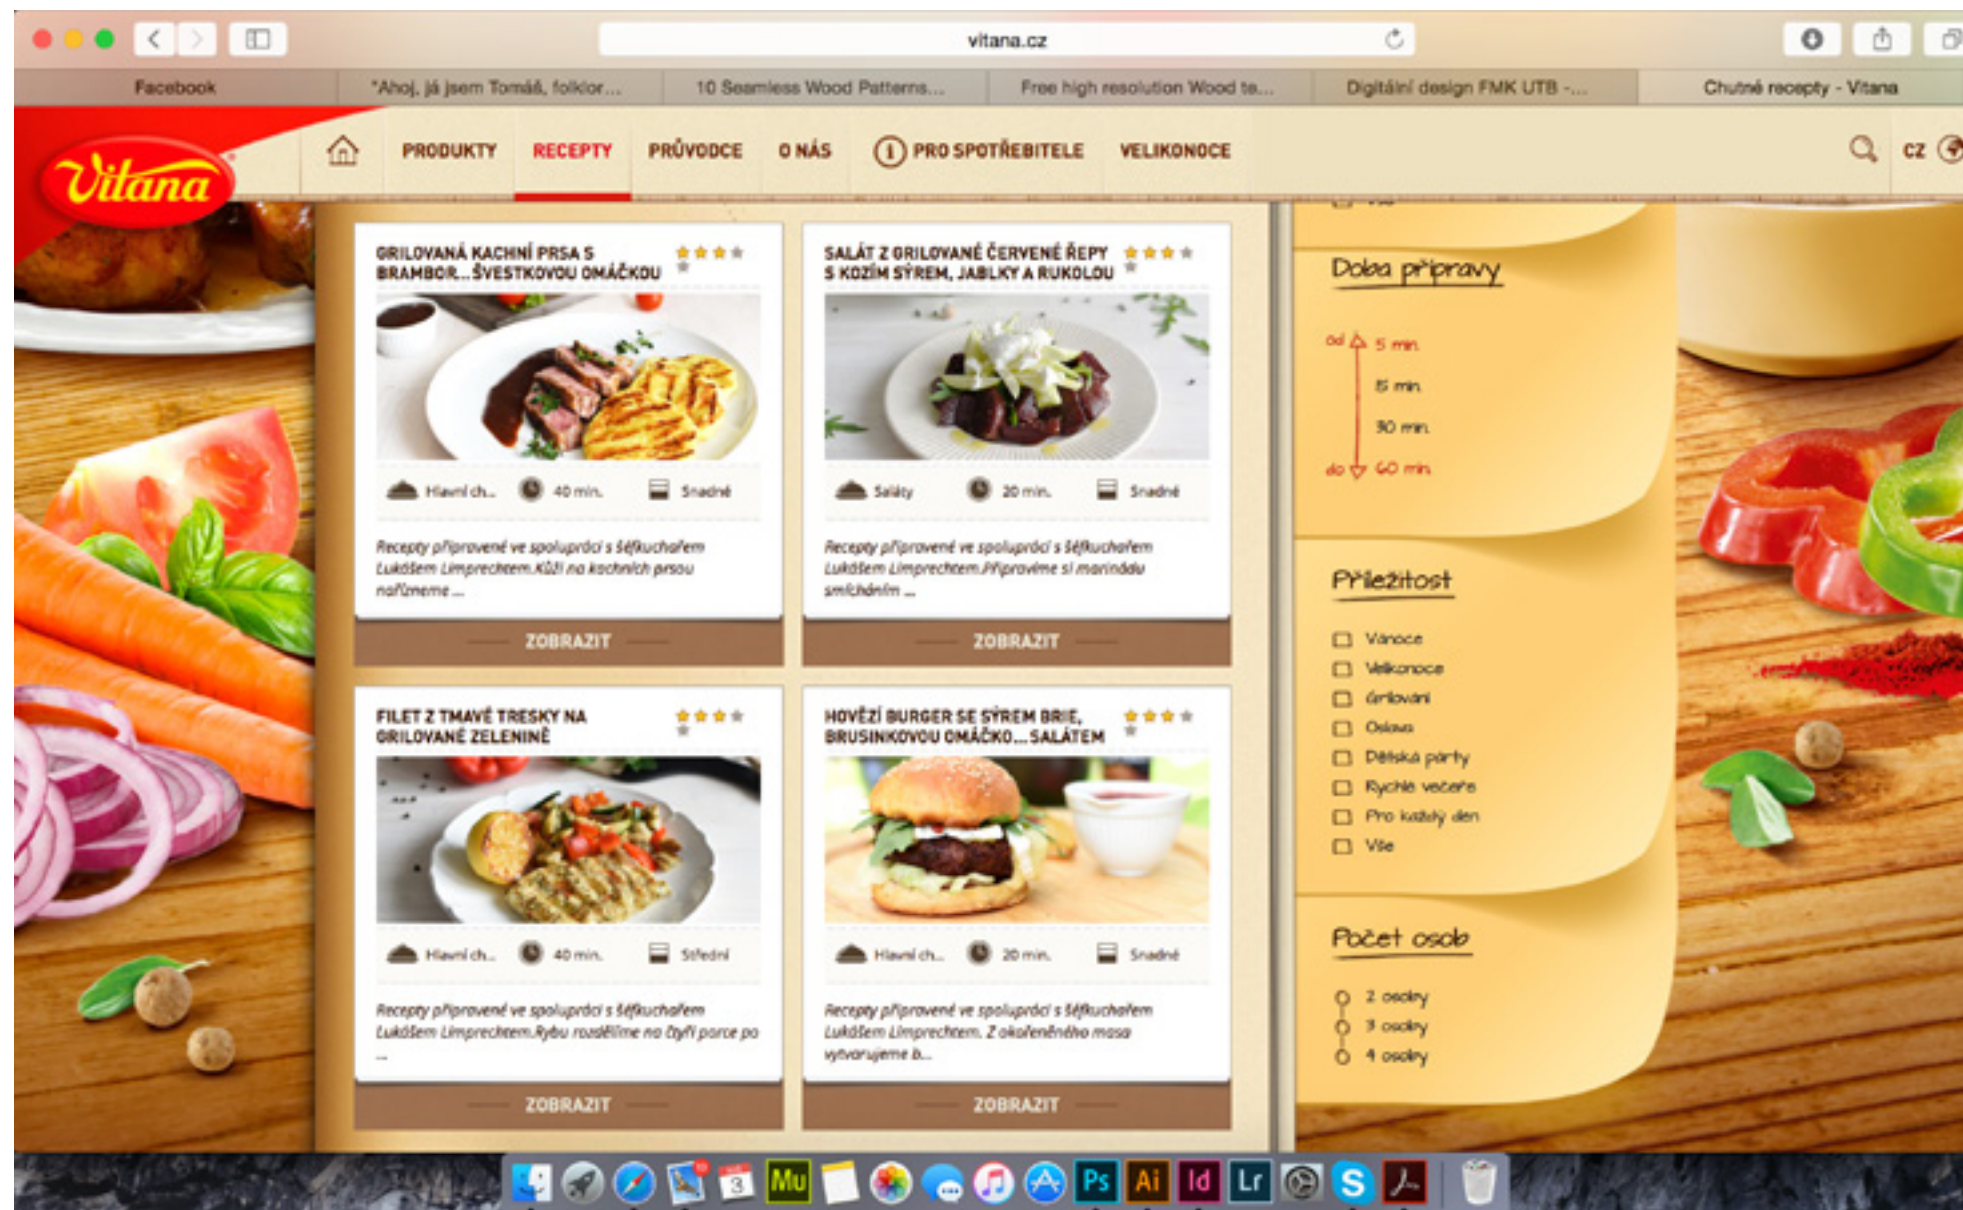 vitana.cz
Facebook
"Ahoj, já jsem Tomáš, folklor...
10 Seamless Wood Patterns...
Free high resolution Wood te...
Digitální design FMK UTB -...
Chutné recepty - Vitana
Vitana
PRODUKTY
RECEPTY
PRŮVODCE
O NÁS
PRO SPOTŘEBITELE
VELIKONOCE
CZ
GRILOVANÁ KACHNÍ PRSA S
BRAMBOR...ŠVESTKOVOU OMÁČKOU
Hlavní ch...
40 min.
Snadné
Recepty připravené ve spolupráci s šéfkuchařem
Lukášem Limprechtem.Kůži na kachních prsou
nařízneme ...
ZOBRAZIT
SALÁT Z GRILOVANÉ ČERVENÉ ŘEPY
S KOZÍM SÝREM, JABLKY A RUKOLOU
Saláty
20 min.
Snadné
Recepty připravené ve spolupráci s šéfkuchařem
Lukášem Limprechtem.Připravíme si marinádu
smícháním ...
ZOBRAZIT
FILET Z TMAVÉ TRESKY NA
GRILOVANÉ ZELENINĚ
Hlavní ch...
40 min.
Střední
Recepty připravené ve spolupráci s šéfkuchařem
Lukášem Limprechtem.Rybu rozdělíme na čtyři porce po
...
ZOBRAZIT
HOVĚZÍ BURGER SE SÝREM BRIE,
BRUSINKOVOU OMÁČKO...SALÁTEM
Hlavní ch...
20 min.
Snadné
Recepty připravené ve spolupráci s šéfkuchařem
Lukášem Limprechtem. Z okořeněného masa
vytvarujeme b...
ZOBRAZIT
Doba přípravy
od 5 min.
15 min.
30 min.
do 60 min.
Příležitost
Vánoce
Velikonoce
Grilování
Oslava
Dětská párty
Rychlé večeře
Pro každý den
Vše
Počet osob
2 osoby
3 osoby
4 osoby
3
Mu
Ps
Ai
Id
Lr
S